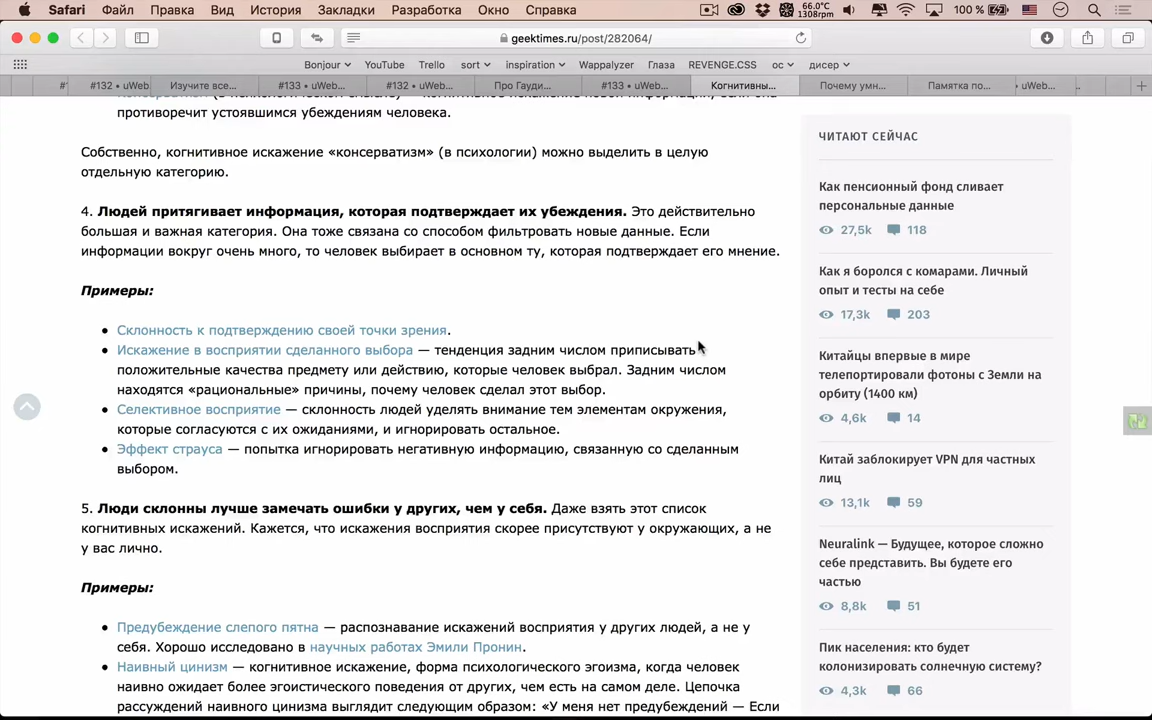 Safari Файл Правка Вид История Закладки Разработка Окно Справка 66.0°C 1308rpm 100 %
geektimes.ru/post/282064/
Bonjour YouTube Trello sort inspiration Wappalyzer Глаза REVENGE.CSS ос дисер
#132 • uWeb Изучите все... #133 • uWeb... #132 • uWeb... Про Гауди... #133 • uWeb... Когнитивны... Почему умн... Памятка по... uWeb...
противоречит устоявшимся убеждениям человека.
Собственно, когнитивное искажение «консерватизм» (в психологии) можно выделить в целую
отдельную категорию.
4. Людей притягивает информация, которая подтверждает их убеждения. Это действительно
большая и важная категория. Она тоже связана со способом фильтровать новые данные. Если
информации вокруг очень много, то человек выбирает в основном ту, которая подтверждает его мнение.
Примеры:
Склонность к подтверждению своей точки зрения.
Искажение в восприятии сделанного выбора — тенденция задним числом приписывать
положительные качества предмету или действию, которые человек выбрал. Задним числом
находятся «рациональные» причины, почему человек сделал этот выбор.
Селективное восприятие — склонность людей уделять внимание тем элементам окружения,
которые согласуются с их ожиданиями, и игнорировать остальное.
Эффект страуса — попытка игнорировать негативную информацию, связанную со сделанным
выбором.
5. Люди склонны лучше замечать ошибки у других, чем у себя. Даже взять этот список
когнитивных искажений. Кажется, что искажения восприятия скорее присутствуют у окружающих, а не
у вас лично.
Примеры:
Предубеждение слепого пятна — распознавание искажений восприятия у других людей, а не у
себя. Хорошо исследовано в научных работах Эмили Пронин.
Наивный цинизм — когнитивное искажение, форма психологического эгоизма, когда человек
наивно ожидает более эгоистического поведения от других, чем есть на самом деле. Цепочка
рассуждений наивного цинизма выглядит следующим образом: «У меня нет предубеждений — Если
ЧИТАЮТ СЕЙЧАС
Как пенсионный фонд сливает
персональные данные
27,5k 118
Как я боролся с комарами. Личный
опыт и тесты на себе
17,3k 203
Китайцы впервые в мире
телепортировали фотоны с Земли на
орбиту (1400 км)
4,6k 14
Китай заблокирует VPN для частных
лиц
13,1k 59
Neuralink — Будущее, которое сложно
себе представить. Вы будете его
частью
8,8k 51
Пик населения: кто будет
колонизировать солнечную систему?
4,3k 66